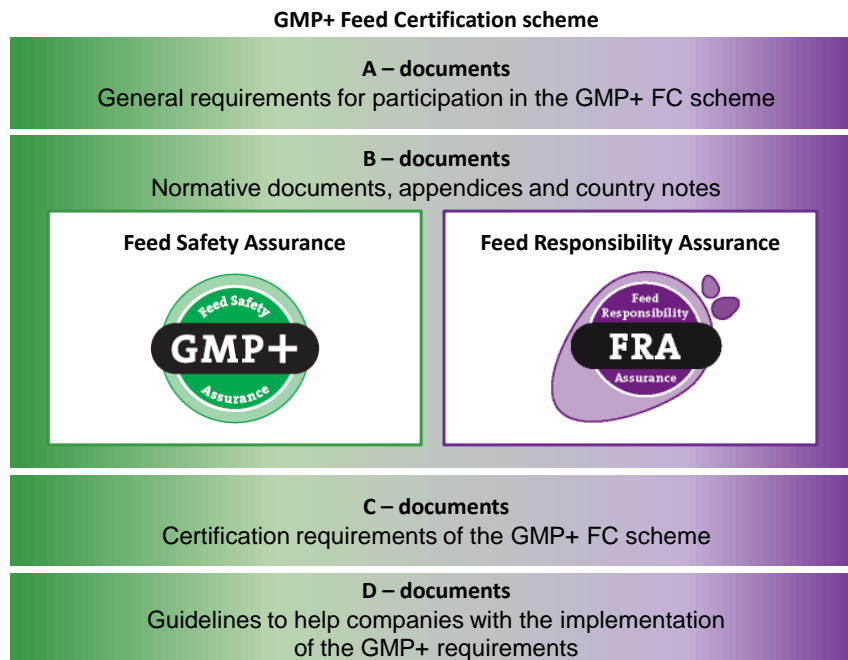 GMP+ Feed Certification scheme
A – documents
General requirements for participation in the GMP+ FC scheme
B – documents
Normative documents, appendices and country notes
Feed Safety Assurance
Feed Safety
GMP+
Assurance
Feed Responsibility Assurance
Feed
Responsibility
FRA
Assurance
C – documents
Certification requirements of the GMP+ FC scheme
D – documents
Guidelines to help companies with the implementation
of the GMP+ requirements